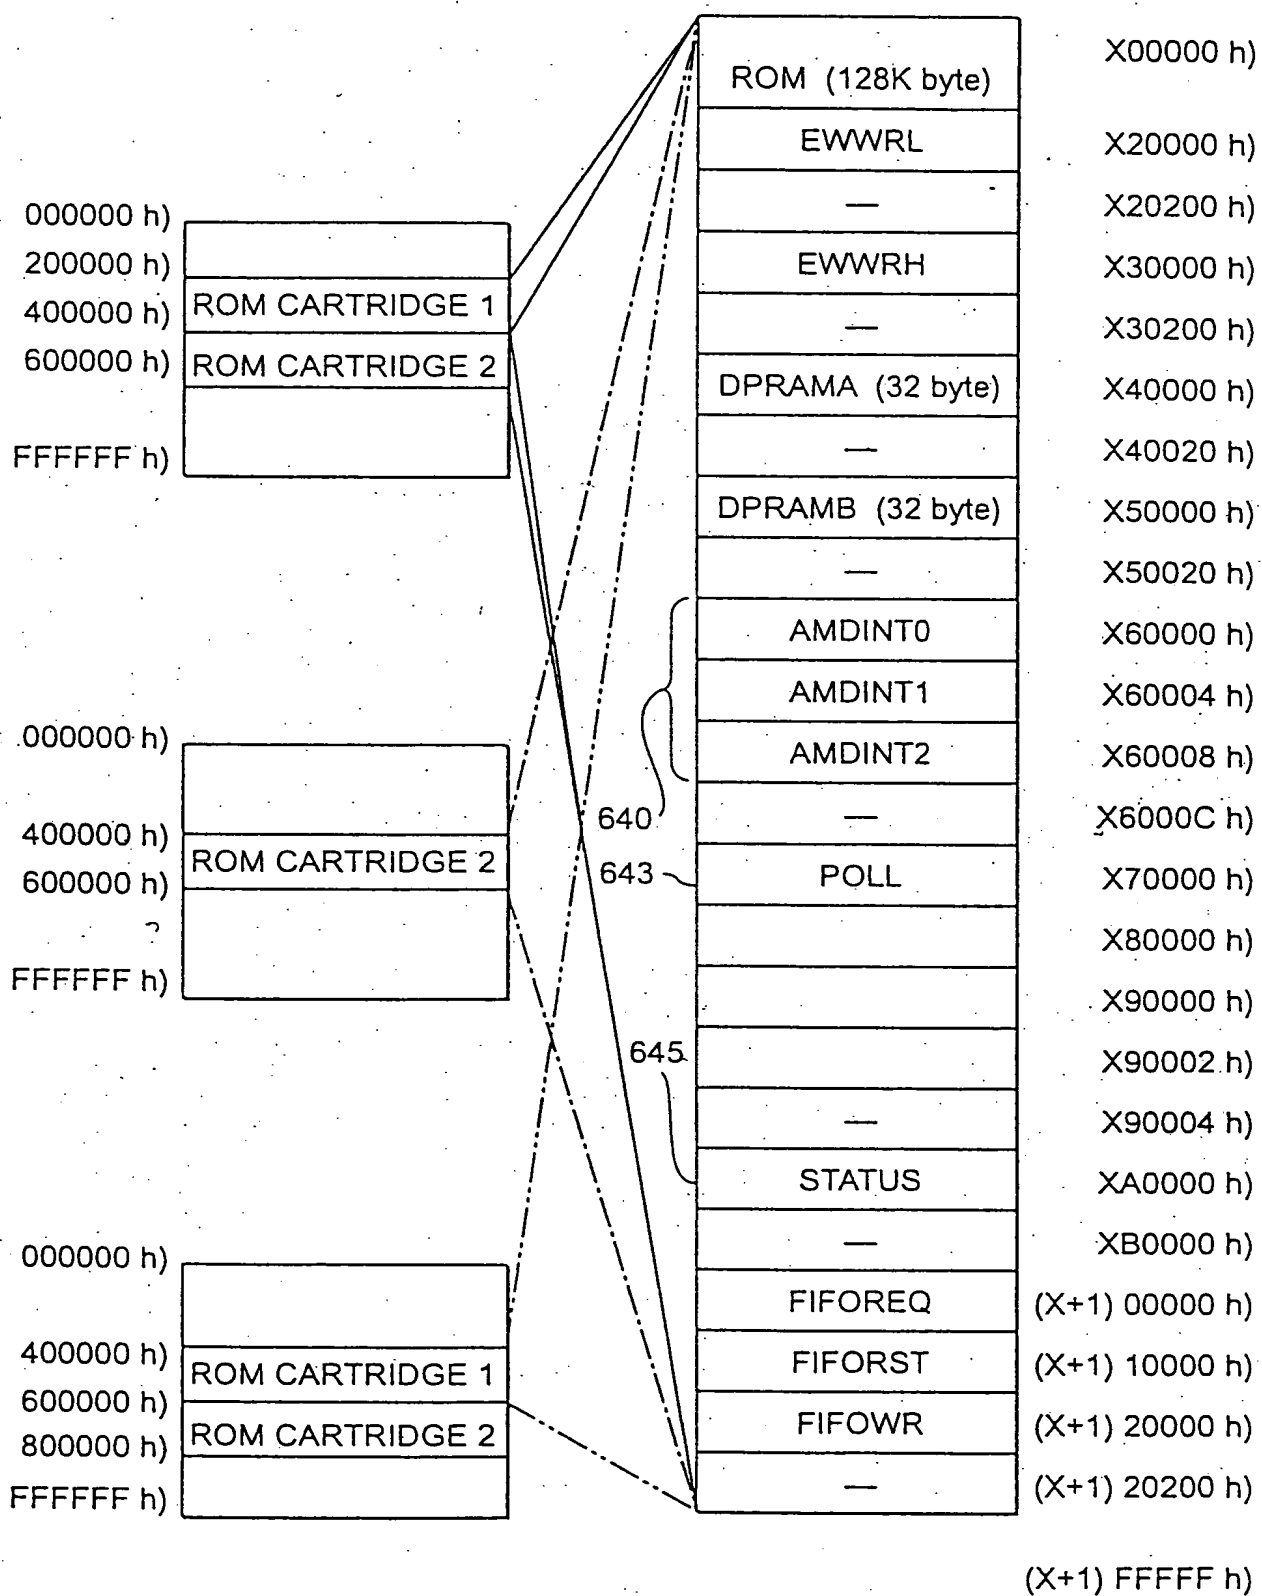 000000 h)
200000 h)
ROM CARTRIDGE 1
400000 h)
ROM CARTRIDGE 2
600000 h)
FFFFFF h)
000000 h)
400000 h)
ROM CARTRIDGE 2
600000 h)
FFFFFF h)
000000 h)
400000 h)
ROM CARTRIDGE 1
600000 h)
ROM CARTRIDGE 2
800000 h)
FFFFFF h)
640
643
645
X00000 h)
ROM (128K byte)
EWWRL X20000 h)
— X20200 h)
EWWRH X30000 h)
— X30200 h)
DPRAMA (32 byte) X40000 h)
— X40020 h)
DPRAMB (32 byte) X50000 h)
— X50020 h)
AMDINT0 X60000 h)
AMDINT1 X60004 h)
AMDINT2 X60008 h)
— X6000C h)
POLL X70000 h)
X80000 h)
X90000 h)
X90002 h)
— X90004 h)
STATUS XA0000 h)
— XB0000 h)
FIFOREQ (X+1) 00000 h)
FIFORST (X+1) 10000 h)
FIFOWR (X+1) 20000 h)
— (X+1) 20200 h)
(X+1) FFFFF h)